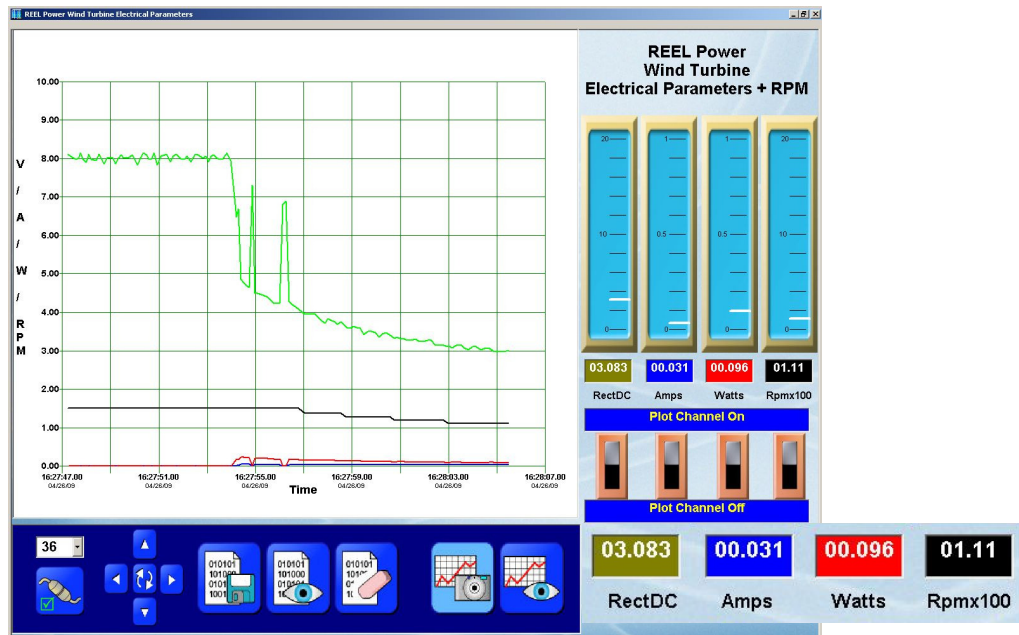 REEL Power Wind Turbine Electrical Parameters
REEL Power
Wind Turbine
Electrical Parameters + RPM
10.00
9.00
8.00
7.00
6.00
5.00
4.00
3.00
2.00
1.00
0.00
V
/
A
/
W
/
R
P
M
16:27:47.00 16:27:51.00 16:27:55.00 16:27:59.00 16:28:03.00 16:28:07.00
04/26/09 04/26/09 04/26/09 04/26/09 04/26/09 04/26/09
Time
20 1 1 20
10 0.5 0.5 10
0 0 0 0
03.083 00.031 00.096 01.11
RectDC Amps Watts Rpmx100
Plot Channel On
Plot Channel Off
36
010101
010101
010101
101000
03.083 00.031 00.096 01.11
RectDC Amps Watts Rpmx100